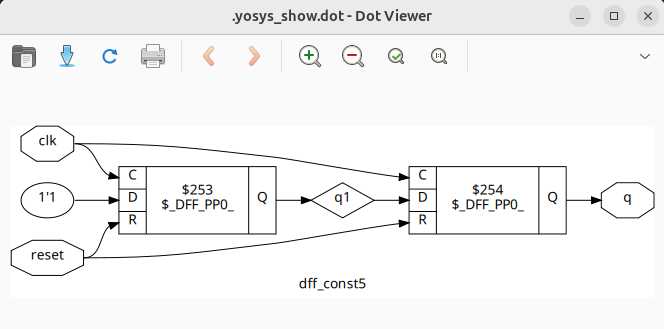 .yosys_show.dot - Dot Viewer
clk
1'1
reset
C
D
R
$253
$_DFF_PP0_
Q
q1
C
D
R
$254
$_DFF_PP0_
Q
q
dff_const5